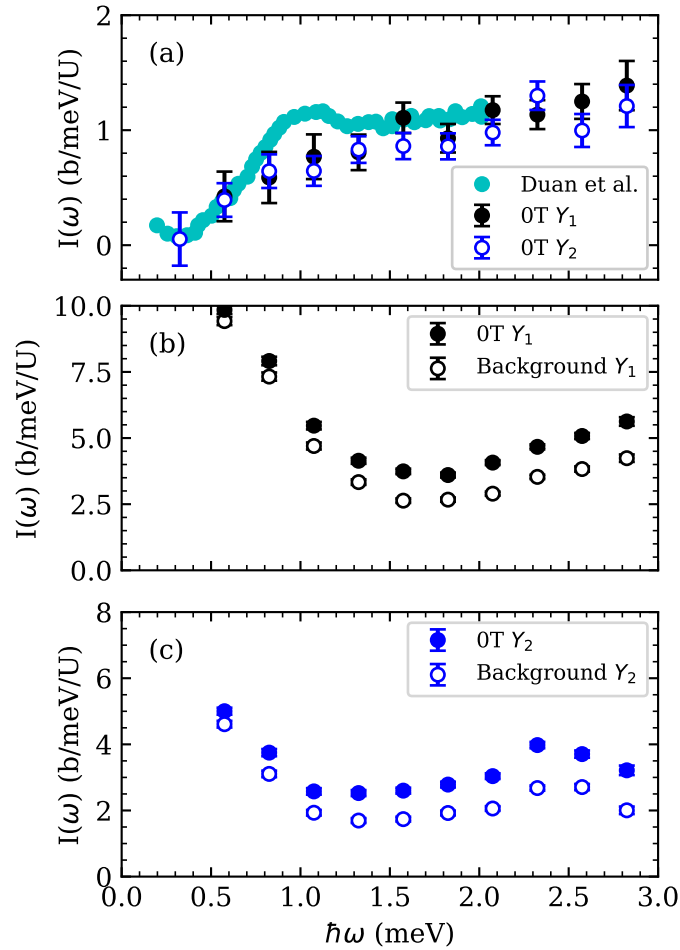 (a)
I(ω) (b/meV/U)
2
1
0
Duan et al.
0T Y₁
0T Y₂
(b)
I(ω) (b/meV/U)
10.0
7.5
5.0
2.5
0.0
0T Y₁
Background Y₁
(c)
I(ω) (b/meV/U)
8
6
4
2
0
0T Y₂
Background Y₂
0.0 0.5 1.0 1.5 2.0 2.5 3.0
ħω (meV)